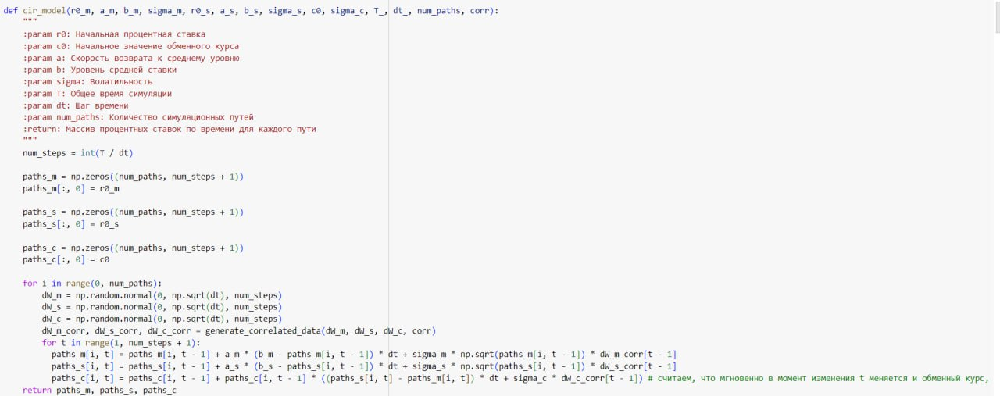 def cir_model(r0_m, a_m, b_m, sigma_m, r0_s, a_s, b_s, sigma_s, c0, sigma_c, T_, dt_, num_paths, corr):
    """
    :param r0: Начальная процентная ставка
    :param c0: Начальное значение обменного курса
    :param a: Скорость возврата к среднему уровню
    :param b: Уровень средней ставки
    :param sigma: Волатильность
    :param T: Общее время симуляции
    :param dt: Шаг времени
    :param num_paths: Количество симуляционных путей
    :return: Массив процентных ставок по времени для каждого пути
    """
    num_steps = int(T / dt)
    paths_m = np.zeros((num_paths, num_steps + 1))
    paths_m[:, 0] = r0_m
    paths_s = np.zeros((num_paths, num_steps + 1))
    paths_s[:, 0] = r0_s
    paths_c = np.zeros((num_paths, num_steps + 1))
    paths_c[:, 0] = c0
    for i in range(0, num_paths):
        dW_m = np.random.normal(0, np.sqrt(dt), num_steps)
        dW_s = np.random.normal(0, np.sqrt(dt), num_steps)
        dW_c = np.random.normal(0, np.sqrt(dt), num_steps)
        dW_m_corr, dW_s_corr, dW_c_corr = generate_correlated_data(dW_m, dW_s, dW_c, corr)
        for t in range(1, num_steps + 1):
          paths_m[i, t] = paths_m[i, t - 1] + a_m * (b_m - paths_m[i, t - 1]) * dt + sigma_m * np.sqrt(paths_m[i, t - 1]) * dW_m_corr[t - 1]
          paths_s[i, t] = paths_s[i, t - 1] + a_s * (b_s - paths_s[i, t - 1]) * dt + sigma_s * np.sqrt(paths_s[i, t - 1]) * dW_s_corr[t - 1]
          paths_c[i, t] = paths_c[i, t - 1] + paths_c[i, t - 1] * ((paths_s[i, t] - paths_m[i, t]) * dt + sigma_c * dW_c_corr[t - 1]) # считаем, что мгновенно в момент изменения t меняется и обменный курс,
    return paths_m, paths_s, paths_c